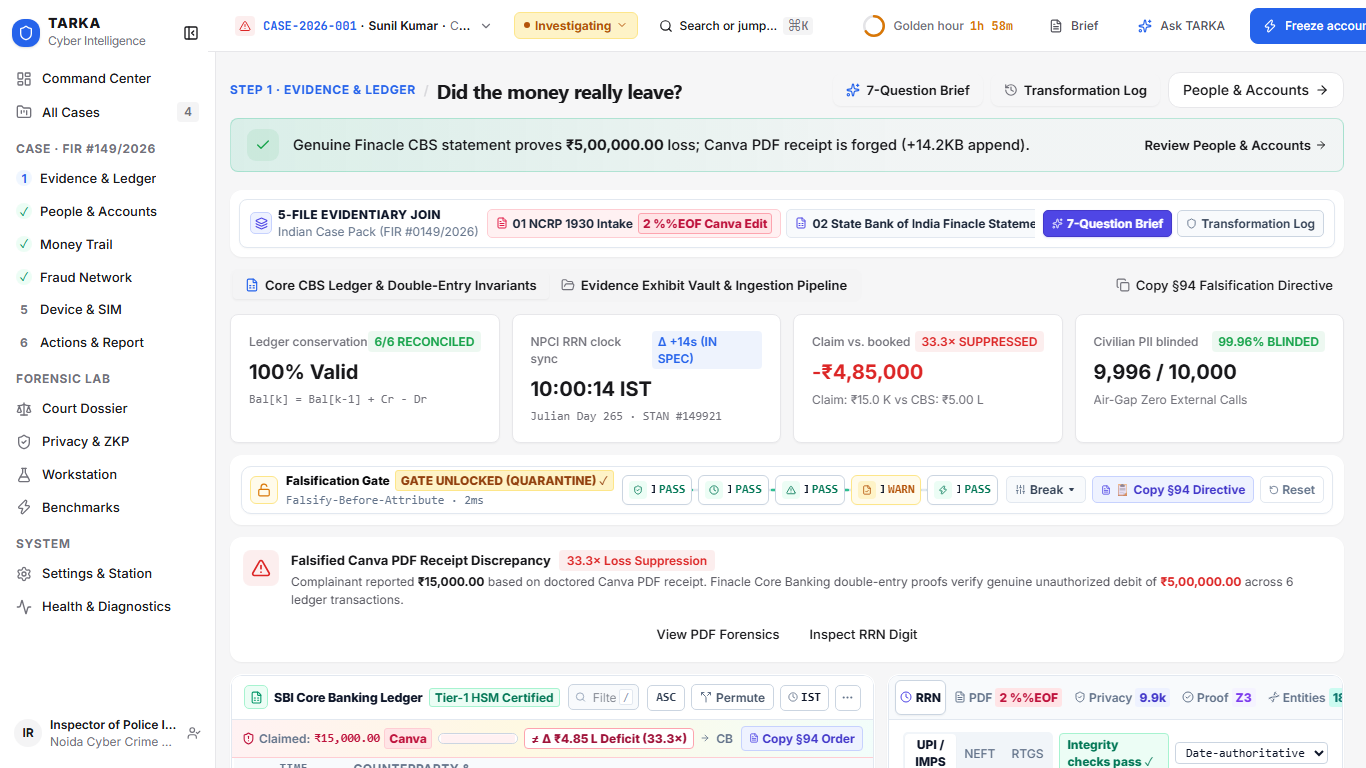 TARKA
Cyber Intelligence
CASE-2026-001 · Sunil Kumar · C...
Investigating
Search or jump... ⌘K
Golden hour 1h 58m
Brief
Ask TARKA
Freeze accoun
Command Center
All Cases 4
CASE · FIR #149/2026
1 Evidence & Ledger
✓ People & Accounts
✓ Money Trail
✓ Fraud Network
5 Device & SIM
6 Actions & Report
FORENSIC LAB
Court Dossier
Privacy & ZKP
Workstation
Benchmarks
SYSTEM
Settings & Station
Health & Diagnostics
IR
Inspector of Police I...
Noida Cyber Crime ...
STEP 1 · EVIDENCE & LEDGER / Did the money really leave?
7-Question Brief
Transformation Log
People & Accounts →
✓ Genuine Finacle CBS statement proves ₹5,00,000.00 loss; Canva PDF receipt is forged (+14.2KB append).
Review People & Accounts →
5-FILE EVIDENTIARY JOIN
Indian Case Pack (FIR #0149/2026)
01 NCRP 1930 Intake 2 %%EOF Canva Edit
02 State Bank of India Finacle Stateme
7-Question Brief
Transformation Log
Core CBS Ledger & Double-Entry Invariants
Evidence Exhibit Vault & Ingestion Pipeline
Copy §94 Falsification Directive
Ledger conservation 6/6 RECONCILED
100% Valid
Bal[k] = Bal[k-1] + Cr - Dr
NPCI RRN clock
sync
Δ +14s (IN
SPEC)
10:00:14 IST
Julian Day 265 · STAN #149921
Claim vs. booked 33.3× SUPPRESSED
-₹4,85,000
Claim: ₹15.0 K vs CBS: ₹5.00 L
Civilian PII blinded 99.96% BLINDED
9,996 / 10,000
Air-Gap Zero External Calls
Falsification Gate GATE UNLOCKED (QUARANTINE) ✓
Falsify-Before-Attribute · 2ms
] PASS
] PASS
] PASS
] WARN
] PASS
Break
Copy §94 Directive
Reset
Falsified Canva PDF Receipt Discrepancy 33.3× Loss Suppression
Complainant reported ₹15,000.00 based on doctored Canva PDF receipt. Finacle Core Banking double-entry proofs verify genuine unauthorized debit of ₹5,00,000.00 across 6
ledger transactions.
View PDF Forensics
Inspect RRN Digit
SBI Core Banking Ledger Tier-1 HSM Certified
Filte /
ASC
Permute
IST
···
Claimed: ₹15,000.00 Canva
≠ Δ ₹4.85 L Deficit (33.3×)
→ CB
Copy §94 Order
TIME COUNTERPARTY &
RRN
PDF 2 %%EOF
Privacy 9.9k
Proof Z3
Entities 18
UPI /
IMPS
NEFT
RTGS
Integrity
checks pass ✓
Date-authoritative